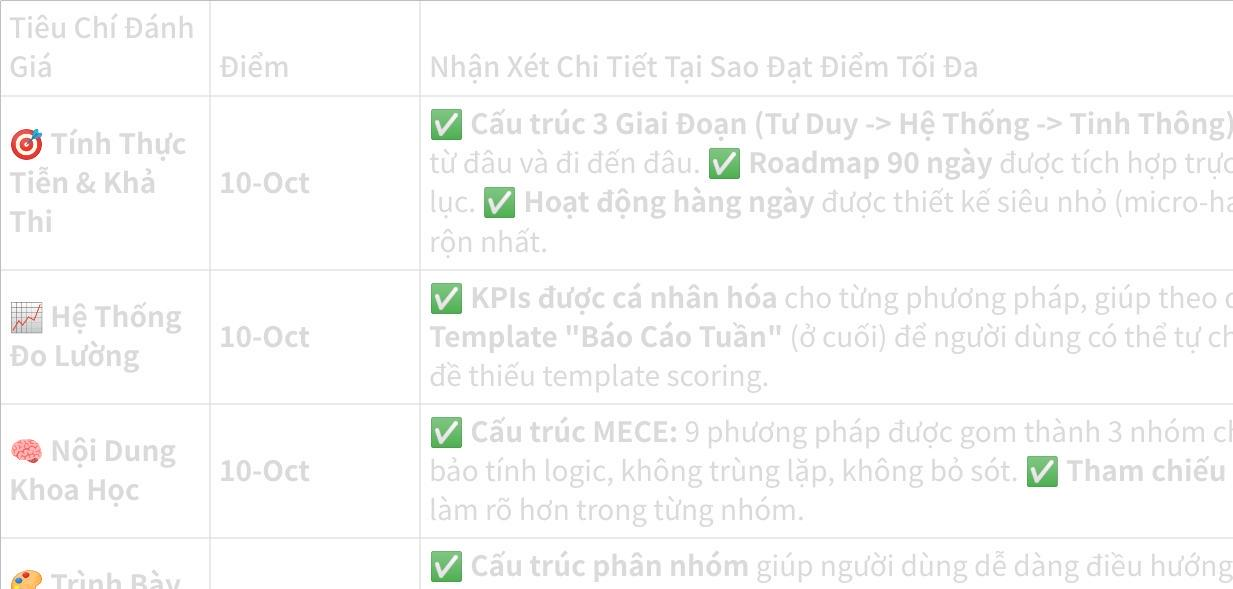 Tiêu Chí Đánh Giá
Điểm
Nhận Xét Chi Tiết Tại Sao Đạt Điểm Tối Đa
🎯 Tính Thực
Tiễn & Khả
Thi
10-Oct
✅ Cấu trúc 3 Giai Đoạn (Tư Duy -> Hệ Thống -> Tinh Thông)
từ đâu và đi đến đâu. ✅ Roadmap 90 ngày được tích hợp trực
lục. ✅ Hoạt động hàng ngày được thiết kế siêu nhỏ (micro-ha
rộn nhất.
📈 Hệ Thống
Đo Lường
10-Oct
✅ KPIs được cá nhân hóa cho từng phương pháp, giúp theo
Template "Báo Cáo Tuần" (ở cuối) để người dùng có thể tự
đề thiếu template scoring.
🧠 Nội Dung
Khoa Học
10-Oct
✅ Cấu trúc MECE: 9 phương pháp được gom thành 3 nhóm
bảo tính logic, không trùng lặp, không bỏ sót. ✅ Tham chiếu
làm rõ hơn trong từng nhóm.
🎨 Trình Bày
✅ Cấu trúc phân nhóm giúp người dùng dễ dàng điều hướng